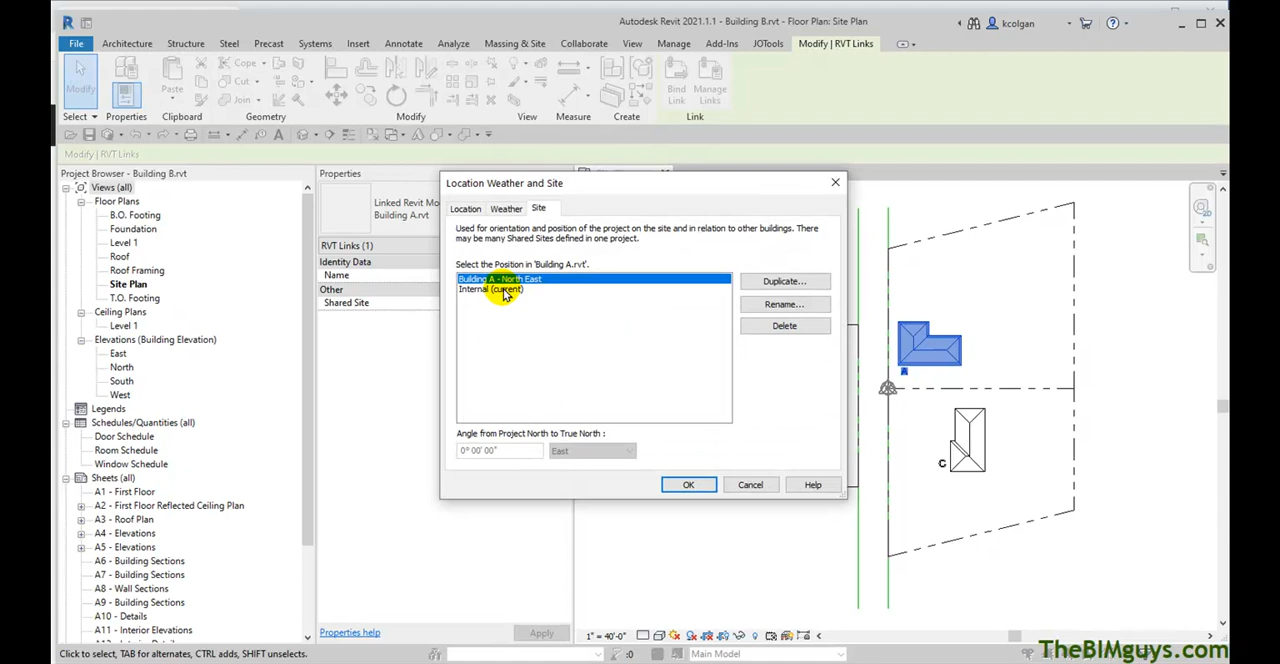 Autodesk Revit 2021.1.1 - Building B.rvt - Floor Plan: Site Plan
kcolgan
File Architecture Structure Steel Precast Systems Insert Annotate Analyze Massing & Site Collaborate View Manage Add-Ins JOTools Modify | RVT Links
Modify
Paste
Cope
Cut
Join
Bind Link
Manage Links
Select Properties Clipboard Geometry Modify View Measure Create Link
Modify | RVT Links
Project Browser - Building B.rvt
Views (all)
Floor Plans
B.O. Footing
Foundation
Level 1
Roof
Roof Framing
Site Plan
T.O. Footing
Ceiling Plans
Level 1
Elevations (Building Elevation)
East
North
South
West
Legends
Schedules/Quantities (all)
Door Schedule
Room Schedule
Window Schedule
Sheets (all)
A1 - First Floor
A2 - First Floor Reflected Ceiling Plan
A3 - Roof Plan
A4 - Elevations
A5 - Elevations
A6 - Building Sections
A7 - Building Sections
A8 - Wall Sections
A9 - Building Sections
A10 - Details
A11 - Interior Elevations
Properties
Linked Revit Mo
Building A.rvt
RVT Links (1)
Identity Data
Name
Other
Shared Site
Properties help
Apply
Location Weather and Site
Location Weather Site
Used for orientation and position of the project on the site and in relation to other buildings. There
may be many Shared Sites defined in one project.
Select the Position in 'Building A.rvt'.
Building A - North East
Internal (current)
Duplicate...
Rename...
Delete
Angle from Project North to True North :
0° 00' 00"
East
OK
Cancel
Help
A
C
1" = 40'-0"
Click to select, TAB for alternates, CTRL adds, SHIFT unselects.
:0
Main Model
TheBIMguys.com